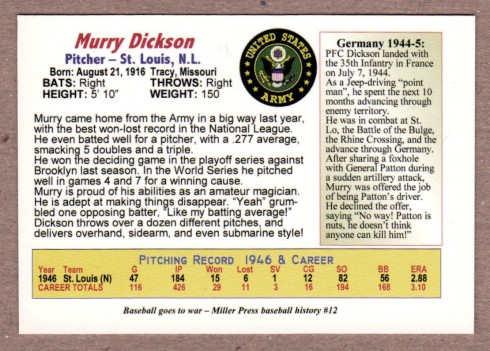 Murry Dickson
Pitcher – St. Louis, N.L.
Born: August 21, 1916 Tracy, Missouri
BATS: Right THROWS: Right
HEIGHT: 5' 10" WEIGHT: 150
UNITED STATES
ARMY
Murry came home from the Army in a big way last year,
with the best won-lost record in the National League.
He even batted well for a pitcher, with a .277 average,
smacking 5 doubles and a triple.
He won the deciding game in the playoff series against
Brooklyn last season. In the World Series he pitched
well in games 4 and 7 for a winning cause.
Murry is proud of his abilities as an amateur magician.
He is adept at making things disappear. "Yeah" grum-
bled one opposing batter, "Like my batting average!"
Dickson throws over a dozen different pitches, and
delivers overhand, sidearm, and even submarine style!
Germany 1944-5:
PFC Dickson landed with
the 35th Infantry in France
on July 7, 1944.
As a Jeep-driving "point
man", he spent the next 10
months advancing through
enemy territory.
He was in combat at St.
Lo, the Battle of the Bulge,
the Rhine Crossing, and the
advance through Germany.
After sharing a foxhole
with General Patton during
a sudden artillery attack,
Murry was offered the job
of being Patton's driver.
He declined the offer,
saying "No way! Patton is
nuts, he doesn't think
anyone can kill him!"
PITCHING RECORD 1946 & CAREER
Year Team G IP Won Lost SV CG SO BB ERA
1946 St. Louis (N) 47 184 15 6 1 12 82 56 2.88
CAREER TOTALS 116 426 29 11 3 16 194 168 3.10
Baseball goes to war – Miller Press baseball history #12